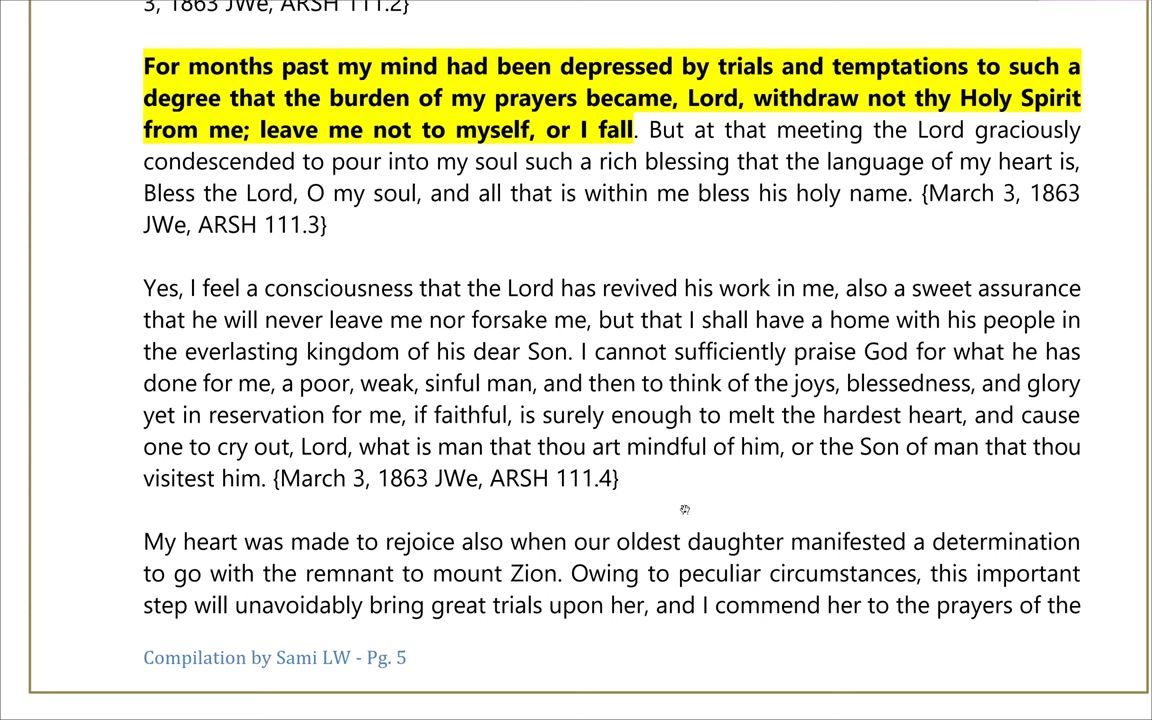 3, 1863 JWe, ARSH 111.2}
For months past my mind had been depressed by trials and temptations to such a
degree that the burden of my prayers became, Lord, withdraw not thy Holy Spirit
from me; leave me not to myself, or I fall. But at that meeting the Lord graciously
condescended to pour into my soul such a rich blessing that the language of my heart is,
Bless the Lord, O my soul, and all that is within me bless his holy name. {March 3, 1863
JWe, ARSH 111.3}
Yes, I feel a consciousness that the Lord has revived his work in me, also a sweet assurance
that he will never leave me nor forsake me, but that I shall have a home with his people in
the everlasting kingdom of his dear Son. I cannot sufficiently praise God for what he has
done for me, a poor, weak, sinful man, and then to think of the joys, blessedness, and glory
yet in reservation for me, if faithful, is surely enough to melt the hardest heart, and cause
one to cry out, Lord, what is man that thou art mindful of him, or the Son of man that thou
visitest him. {March 3, 1863 JWe, ARSH 111.4}
My heart was made to rejoice also when our oldest daughter manifested a determination
to go with the remnant to mount Zion. Owing to peculiar circumstances, this important
step will unavoidably bring great trials upon her, and I commend her to the prayers of the
Compilation by Sami LW - Pg. 5